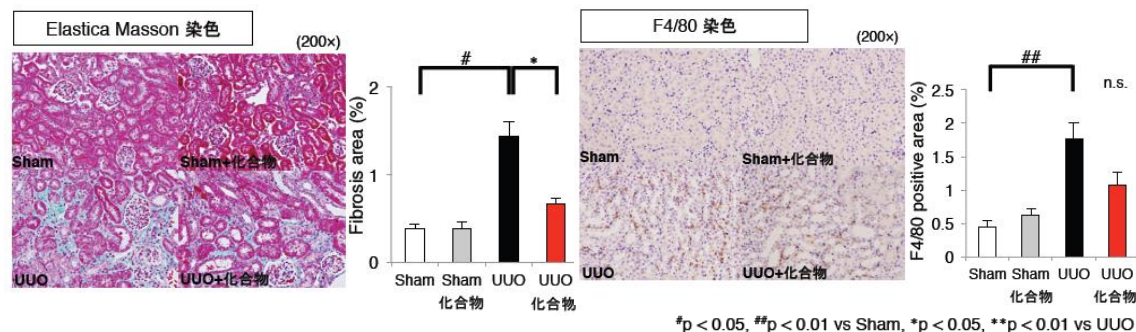 Elastica Masson 染色
(200×)
Sham
Sham+化合物
UUO
UUO+化合物
Fibrosis area (%)
2
1
0
#
*
Sham
Sham
化合物
UUO
UUO
化合物
F4/80 染色
(200×)
Sham
Sham+化合物
UUO
UUO+化合物
F4/80 positive area (%)
2.5
2
1.5
1
0.5
0
##
n.s.
Sham
Sham
化合物
UUO
UUO
化合物
#p < 0.05, ##p < 0.01 vs Sham, *p < 0.05, **p < 0.01 vs UUO